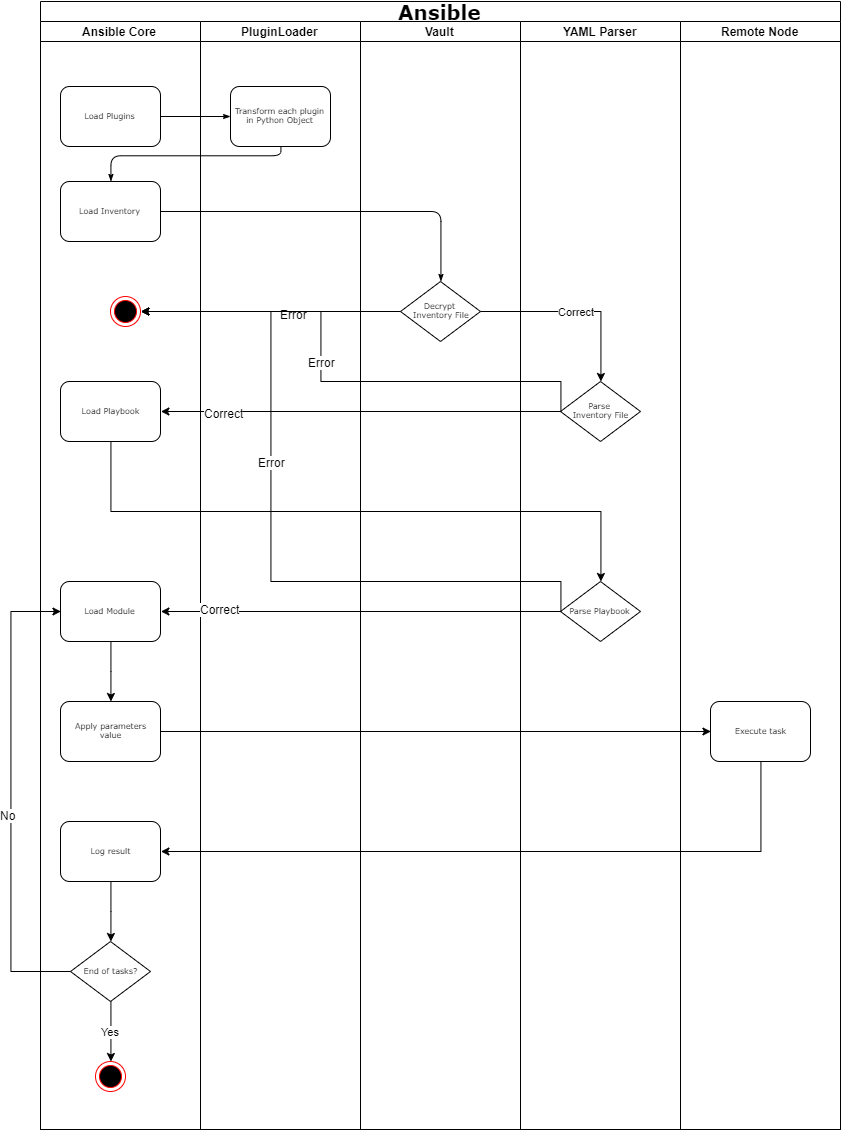 Ansible
Ansible Core
PluginLoader
Vault
YAML Parser
Remote Node
Load Plugins
Transform each plugin
in Python Object
Load Inventory
Decrypt
Inventory File
Error
Correct
Error
Load Playbook
Correct
Parse
Inventory File
Error
Load Module
Correct
Parse Playbook
Apply parameters
value
Execute task
No
Log result
End of tasks?
Yes